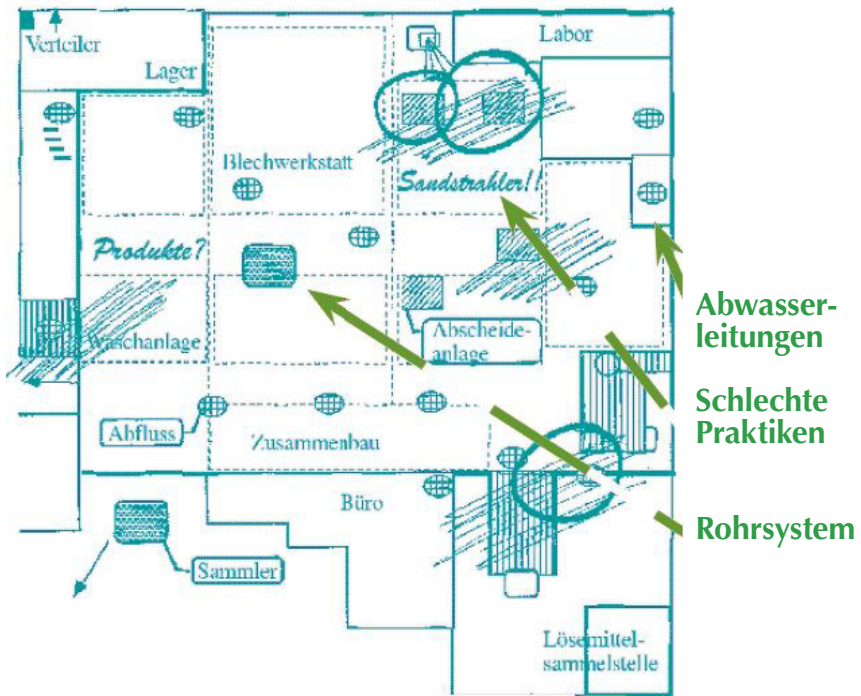 Verteiler
Lager
Labor
Blechwerkstatt
Sandstrahler!!
Produkte?
Waschanlage
Abscheide-
anlage
Abfluss
Zusammenbau
Büro
Sammler
Lösemittel-
sammelstelle
Abwasser-
leitungen
Schlechte
Praktiken
Rohrsystem